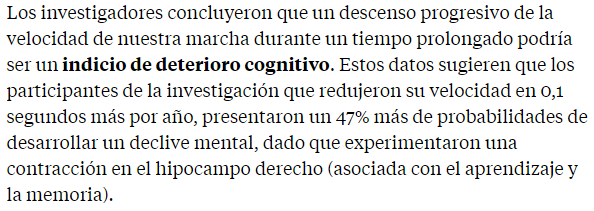 Los investigadores concluyeron que un descenso progresivo de la
velocidad de nuestra marcha durante un tiempo prolongado podría
ser un indicio de deterioro cognitivo. Estos datos sugieren que los
participantes de la investigación que redujeron su velocidad en 0,1
segundos más por año, presentaron un 47% más de probabilidades de
desarrollar un declive mental, dado que experimentaron una
contracción en el hipocampo derecho (asociada con el aprendizaje y
la memoria).